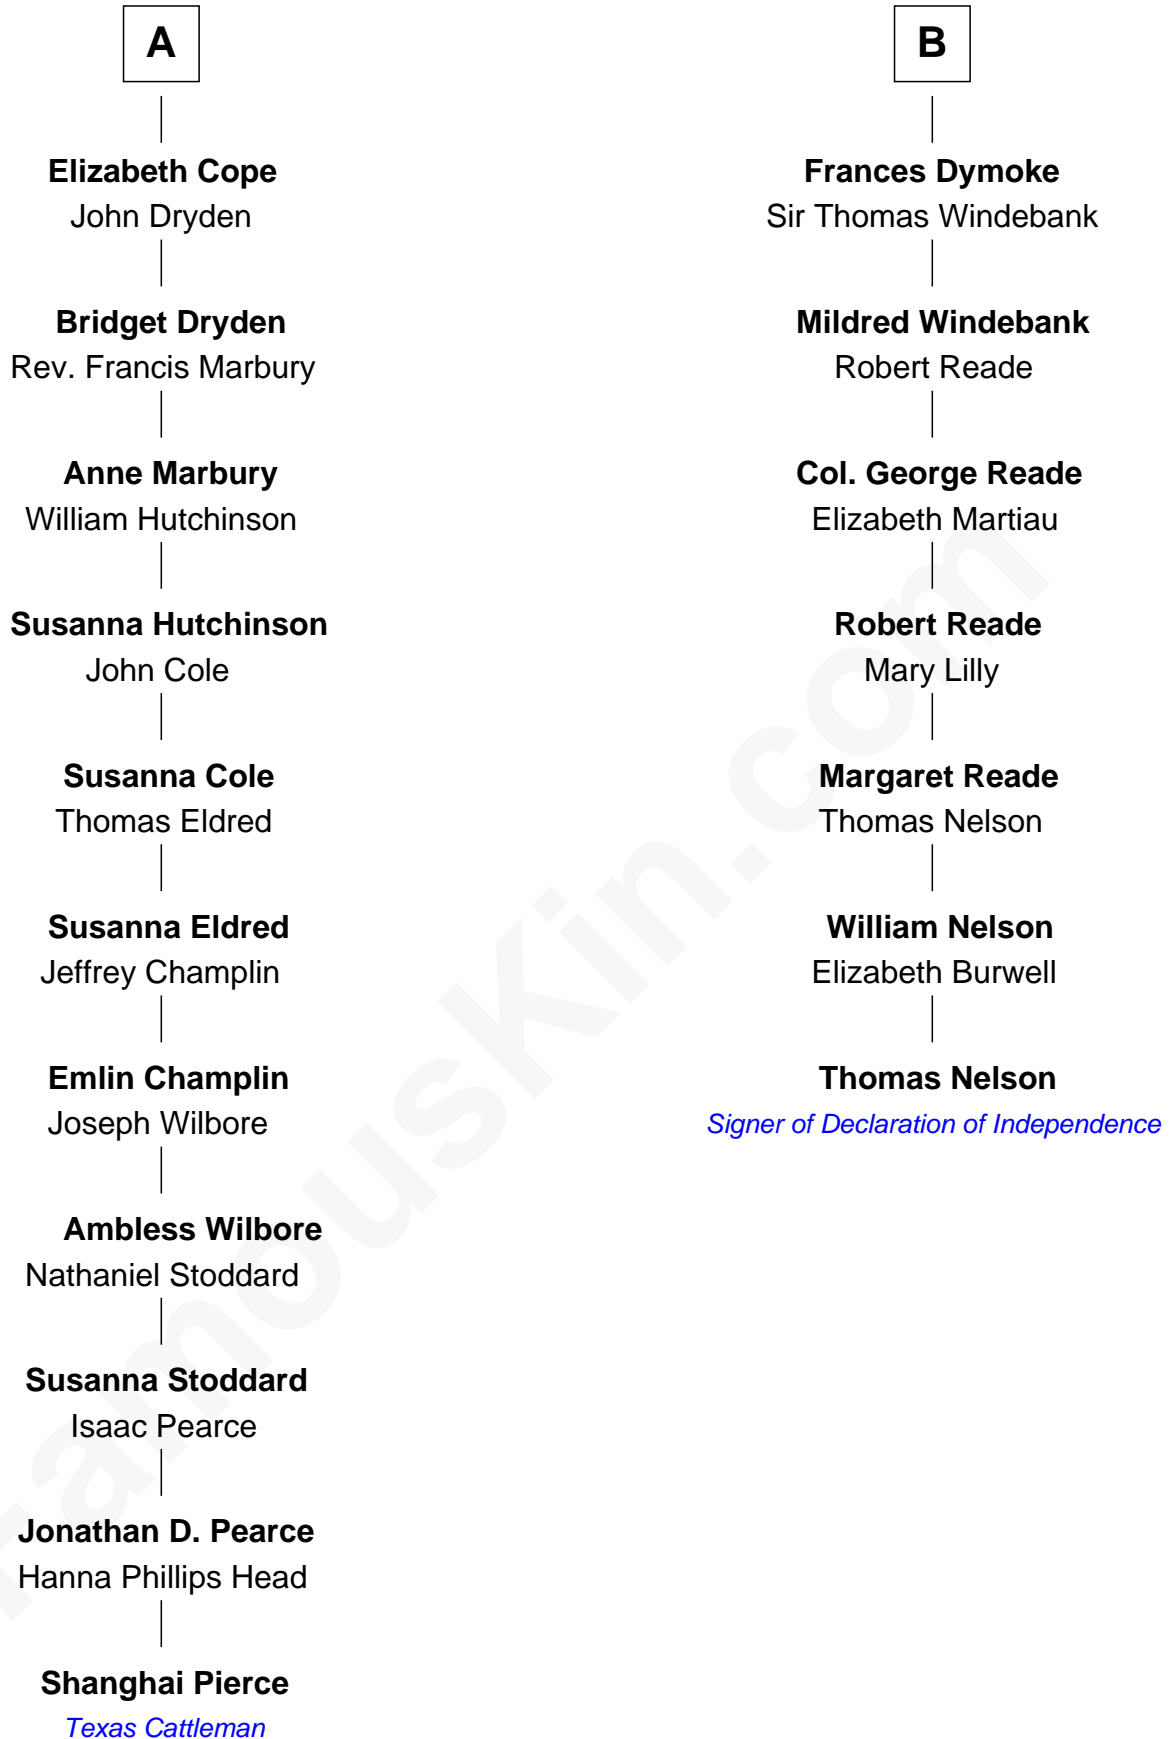 A
Elizabeth Cope
John Dryden
Bridget Dryden
Rev. Francis Marbury
Anne Marbury
William Hutchinson
Susanna Hutchinson
John Cole
Susanna Cole
Thomas Eldred
Susanna Eldred
Jeffrey Champlin
Emlin Champlin
Joseph Wilbore
Ambless Wilbore
Nathaniel Stoddard
Susanna Stoddard
Isaac Pearce
Jonathan D. Pearce
Hanna Phillips Head
Shanghai Pierce
Texas Cattleman
B
Frances Dymoke
Sir Thomas Windebank
Mildred Windebank
Robert Reade
Col. George Reade
Elizabeth Martiau
Robert Reade
Mary Lilly
Margaret Reade
Thomas Nelson
William Nelson
Elizabeth Burwell
Thomas Nelson
Signer of Declaration of Independence
FamousKin.com